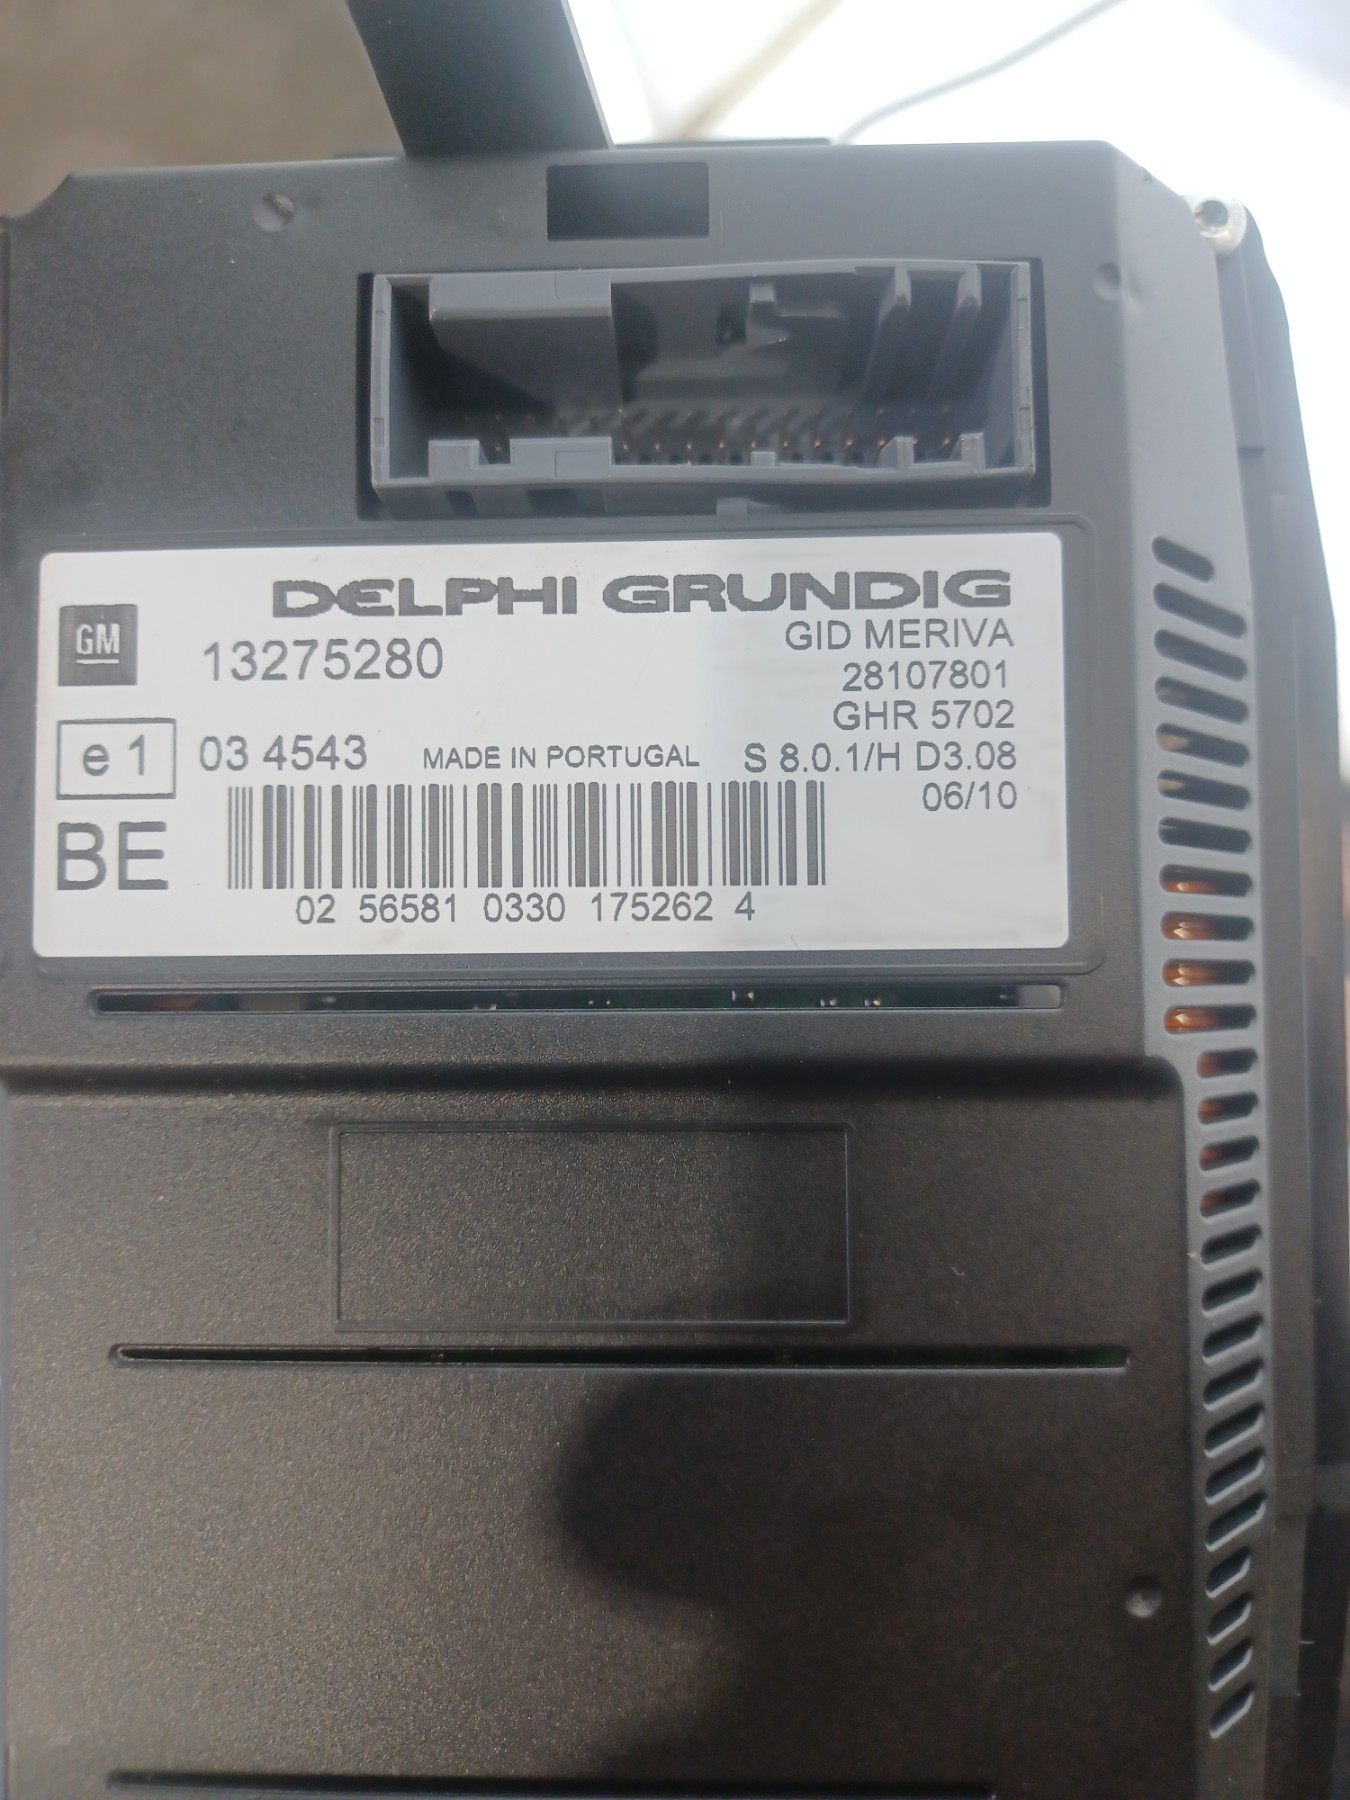 DELPHI GRUNDIG
GM
13275280
GID MERIVA
28107801
GHR 5702
e1
03 4543
MADE IN PORTUGAL
S 8.0.1/H D3.08
06/10
BE
02 56581 0330 175262 4